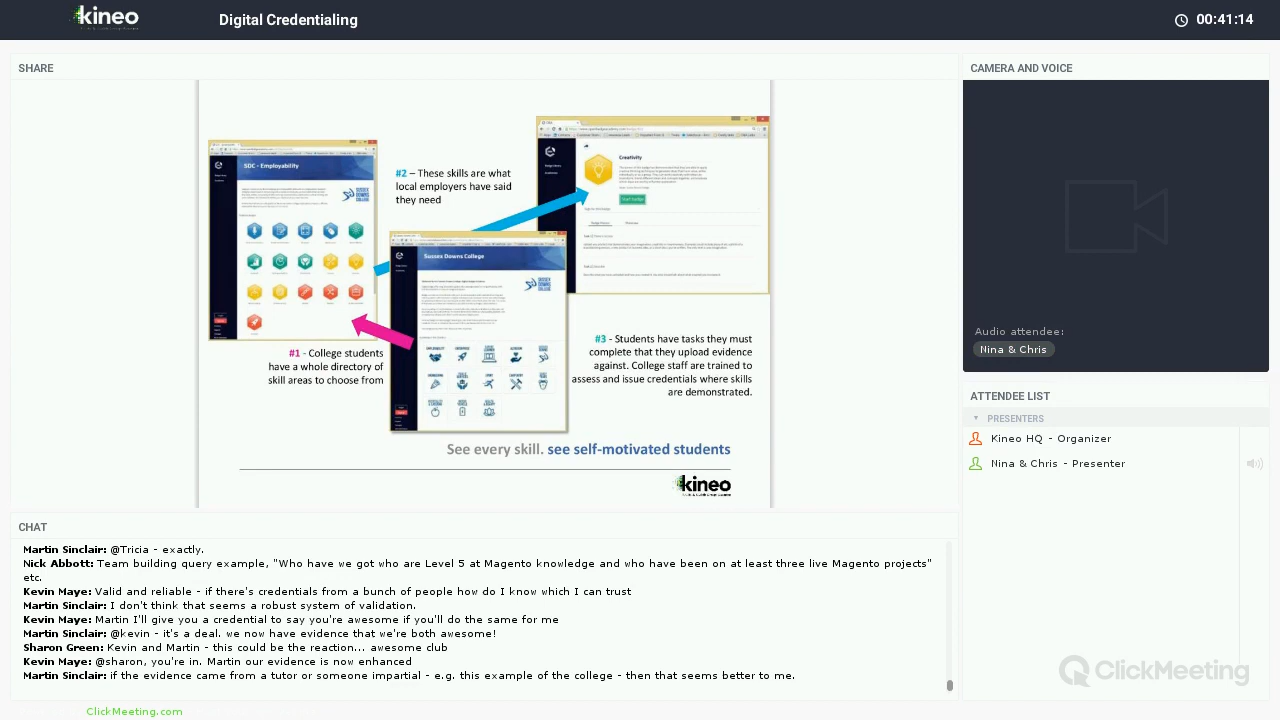 kineo
Digital Credentialing
00:41:14
SHARE
CAMERA AND VOICE
SDC - Employability
#2 – These skills are what
local employers have said
they need
Creativity
Start badge
Sussex Downs College
#1 - College students
have a whole directory of
skill areas to choose from
#3 - Students have tasks they must
complete that they upload evidence
against. College staff are trained to
assess and issue credentials where skills
are demonstrated.
See every skill. see self-motivated students
kineo
Audio attendee:
Nina & Chris
ATTENDEE LIST
PRESENTERS
Kineo HQ - Organizer
Nina & Chris - Presenter
CHAT
Martin Sinclair: @Tricia - exactly.
Nick Abbott: Team building query example, "Who have we got who are Level 5 at Magento knowledge and who have been on at least three live Magento projects"
etc.
Kevin Maye: Valid and reliable - if there's credentials from a bunch of people how do I know which I can trust
Martin Sinclair: I don't think that seems a robust system of validation.
Kevin Maye: Martin I'll give you a credential to say you're awesome if you'll do the same for me
Martin Sinclair: @kevin - it's a deal. we now have evidence that we're both awesome!
Sharon Green: Kevin and Martin - this could be the reaction... awesome club
Kevin Maye: @sharon, you're in. Martin our evidence is now enhanced
Martin Sinclair: if the evidence came from a tutor or someone impartial - e.g. this example of the college - then that seems better to me.
ClickMeeting
ClickMeeting.com